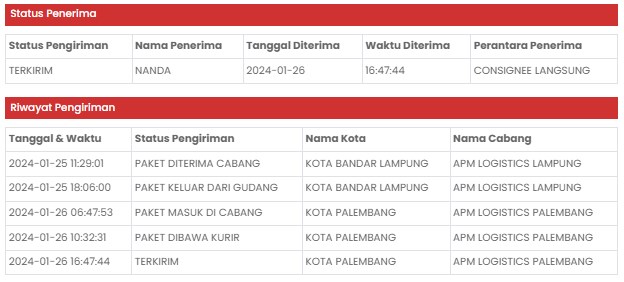 Status Penerima
Status Pengiriman Nama Penerima Tanggal Diterima Waktu Diterima Perantara Penerima
TERKIRIM NANDA 2024-01-26 16:47:44 CONSIGNEE LANGSUNG
Riwayat Pengiriman
Tanggal & Waktu Status Pengiriman Nama Kota Nama Cabang
2024-01-25 11:29:01 PAKET DITERIMA CABANG KOTA BANDAR LAMPUNG APM LOGISTICS LAMPUNG
2024-01-25 18:06:00 PAKET KELUAR DARI GUDANG KOTA BANDAR LAMPUNG APM LOGISTICS LAMPUNG
2024-01-26 06:47:53 PAKET MASUK DI CABANG KOTA PALEMBANG APM LOGISTICS PALEMBANG
2024-01-26 10:32:31 PAKET DIBAWA KURIR KOTA PALEMBANG APM LOGISTICS PALEMBANG
2024-01-26 16:47:44 TERKIRIM KOTA PALEMBANG APM LOGISTICS PALEMBANG